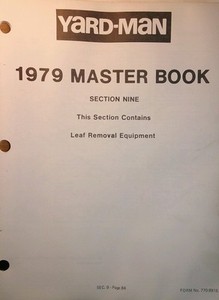 YARD-MAN
1979 MASTER BOOK
SECTION NINE
This Section Contains
Leaf Removal Equipment